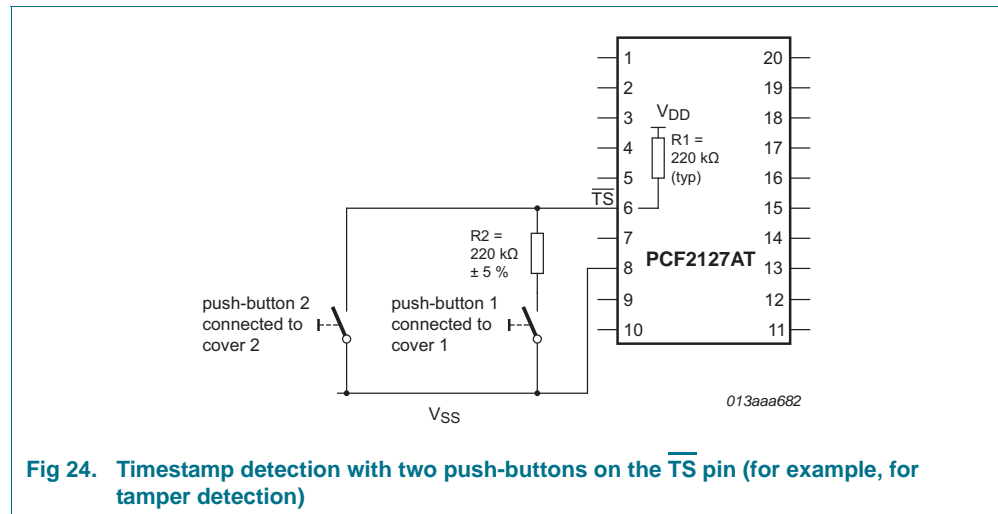 1 20
2 19
3 VDD 18
4 R1 = 17
220 kΩ
5 (typ) 16
TS 6 15
7 14
R2 =
220 kΩ
± 5 %
8 PCF2127AT 13
9 12
10 11
push-button 2
connected to
cover 2
push-button 1
connected to
cover 1
VSS
013aaa682
Fig 24. Timestamp detection with two push-buttons on the TS pin (for example, for
tamper detection)